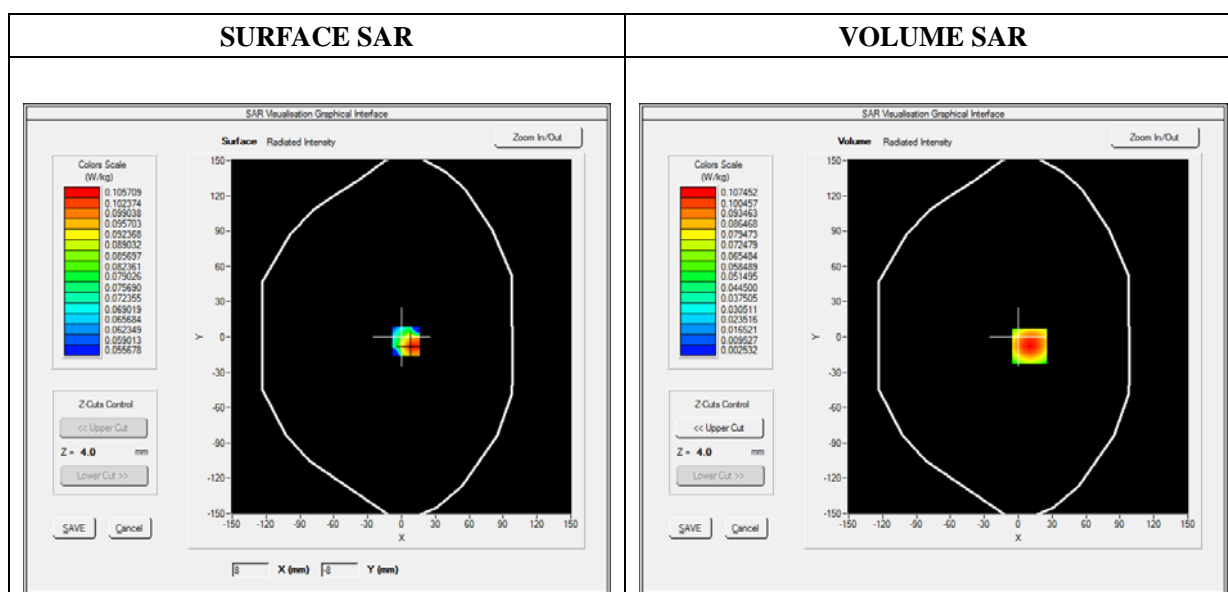 SURFACE SAR
VOLUME SAR
SAR Visualisation Graphical Interface
Surface Radiated Intensity
Zoom In/Out
Colors Scale
(W/kg)
0.105709
0.102374
0.099038
0.095703
0.092368
0.089032
0.085697
0.082361
0.079026
0.075690
0.072355
0.069019
0.065684
0.062349
0.059013
0.055678
Z-Cuts Control
<< Upper Cut
Z = 4.0 mm
Lower Cut >>
SAVE Cancel
150
120
90
60
30
0
-30
-60
-90
-120
-150
Y
-150 -120 -90 -60 -30 0 30 60 90 120 150
X
8 X (mm) -8 Y (mm)
SAR Visualisation Graphical Interface
Volume Radiated Intensity
Zoom In/Out
Colors Scale
(W/kg)
0.107452
0.100457
0.093463
0.086468
0.079473
0.072479
0.065484
0.058489
0.051495
0.044500
0.037505
0.030511
0.023516
0.016521
0.009527
0.002532
Z-Cuts Control
<< Upper Cut
Z = 4.0 mm
Lower Cut >>
SAVE Cancel
150
120
90
60
30
0
-30
-60
-90
-120
-150
Y
-150 -120 -90 -60 -30 0 30 60 90 120 150
X